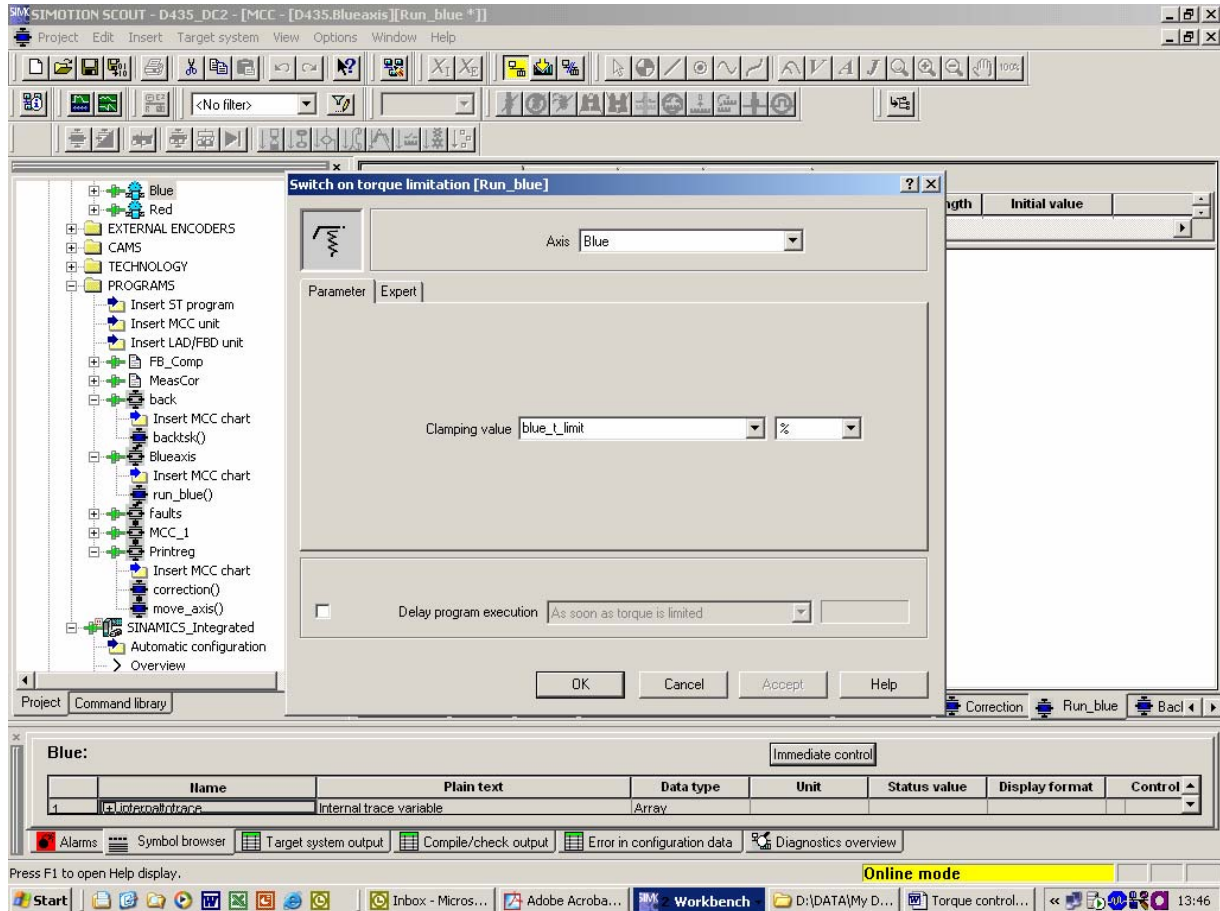 SIMOTION SCOUT - D435_DC2 - [MCC - [D435.Blueaxis][Run_blue *]]
Project Edit Insert Target system View Options Window Help
<No filter>
Blue
Red
EXTERNAL ENCODERS
CAMS
TECHNOLOGY
PROGRAMS
Insert ST program
Insert MCC unit
Insert LAD/FBD unit
FB_Comp
MeasCor
back
Insert MCC chart
backtsk()
Blueaxis
Insert MCC chart
run_blue()
faults
MCC_1
Printreg
Insert MCC chart
correction()
move_axis()
SINAMICS_Integrated
Automatic configuration
Overview
Project Command library
Switch on torque limitation [Run_blue]
Axis Blue
Parameter Expert
Clamping value blue_t_limit %
Delay program execution As soon as torque is limited
OK Cancel Accept Help
ngth Initial value
Correction Run_blue Bacl
Blue:
Immediate control
Name Plain text Data type Unit Status value Display format Control
1 Internal trace variable Array
Alarms Symbol browser Target system output Compile/check output Error in configuration data Diagnostics overview
Press F1 to open Help display.
Online mode
Start Inbox - Micros... Adobe Acroba... Workbench D:\DATA\My D... Torque control... 13:46